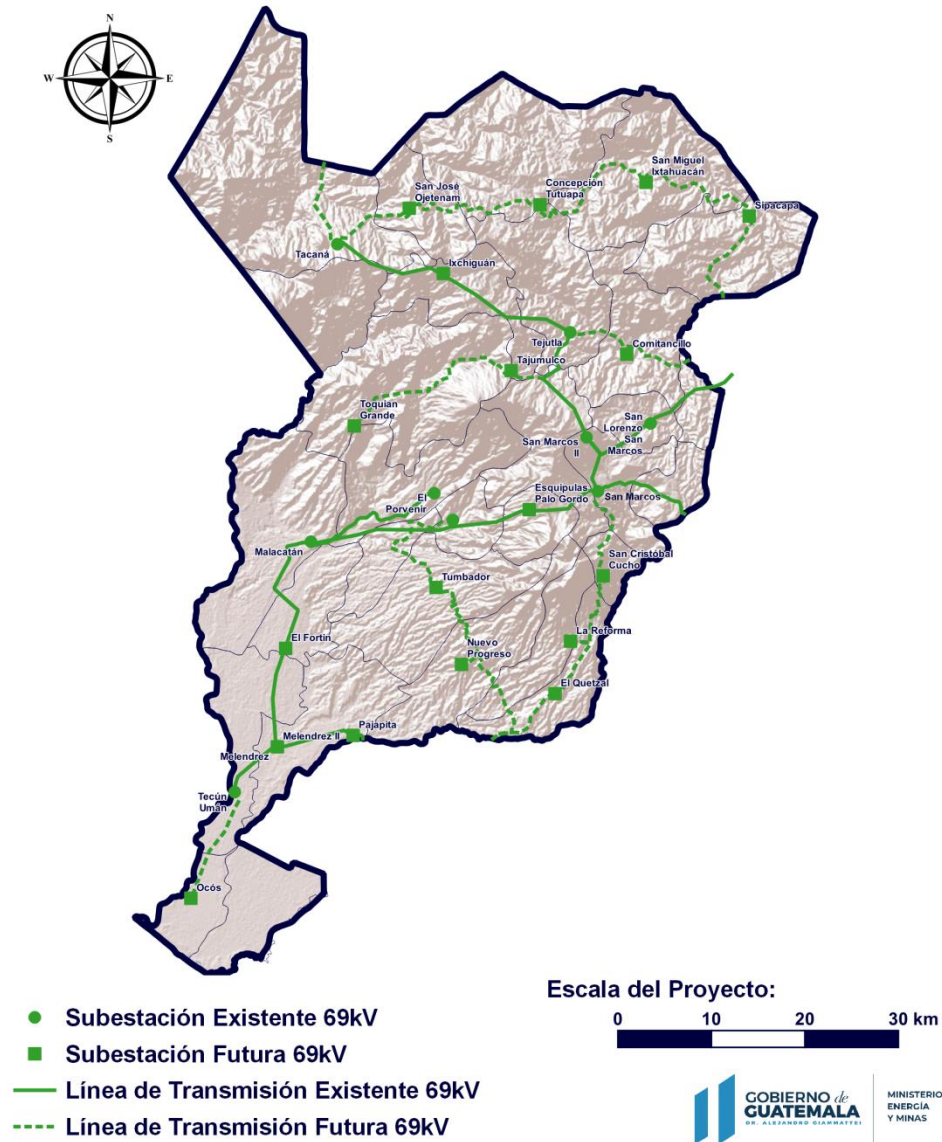 N
W
E
S
San Miguel
Ixtahuacán
Concepción
Tutuapa
San José
Ojetenam
Sipacapa
Tacaná
Ixchiguán
Tejutla
Comitancillo
Tajumulco
Toquian
Grande
San
Lorenzo
San
Marcos
San Marcos
II
Esquipulas
Palo Gordo
San Marcos
El
Porvenir
Malacatán
San Cristóbal
Cucho
Tumbador
La Reforma
El Fortín
Nuevo
Progreso
El Quetzal
Pajapita
Melendrez II
Melendrez
Tecún
Umán
Ocós
Subestación Existente 69kV
Subestación Futura 69kV
Línea de Transmisión Existente 69kV
Línea de Transmisión Futura 69kV
Escala del Proyecto:
0 10 20 30 km
GOBIERNO de
GUATEMALA
DR. ALEJANDRO GIAMMATTEI
MINISTERIO
ENERGÍA
Y MINAS